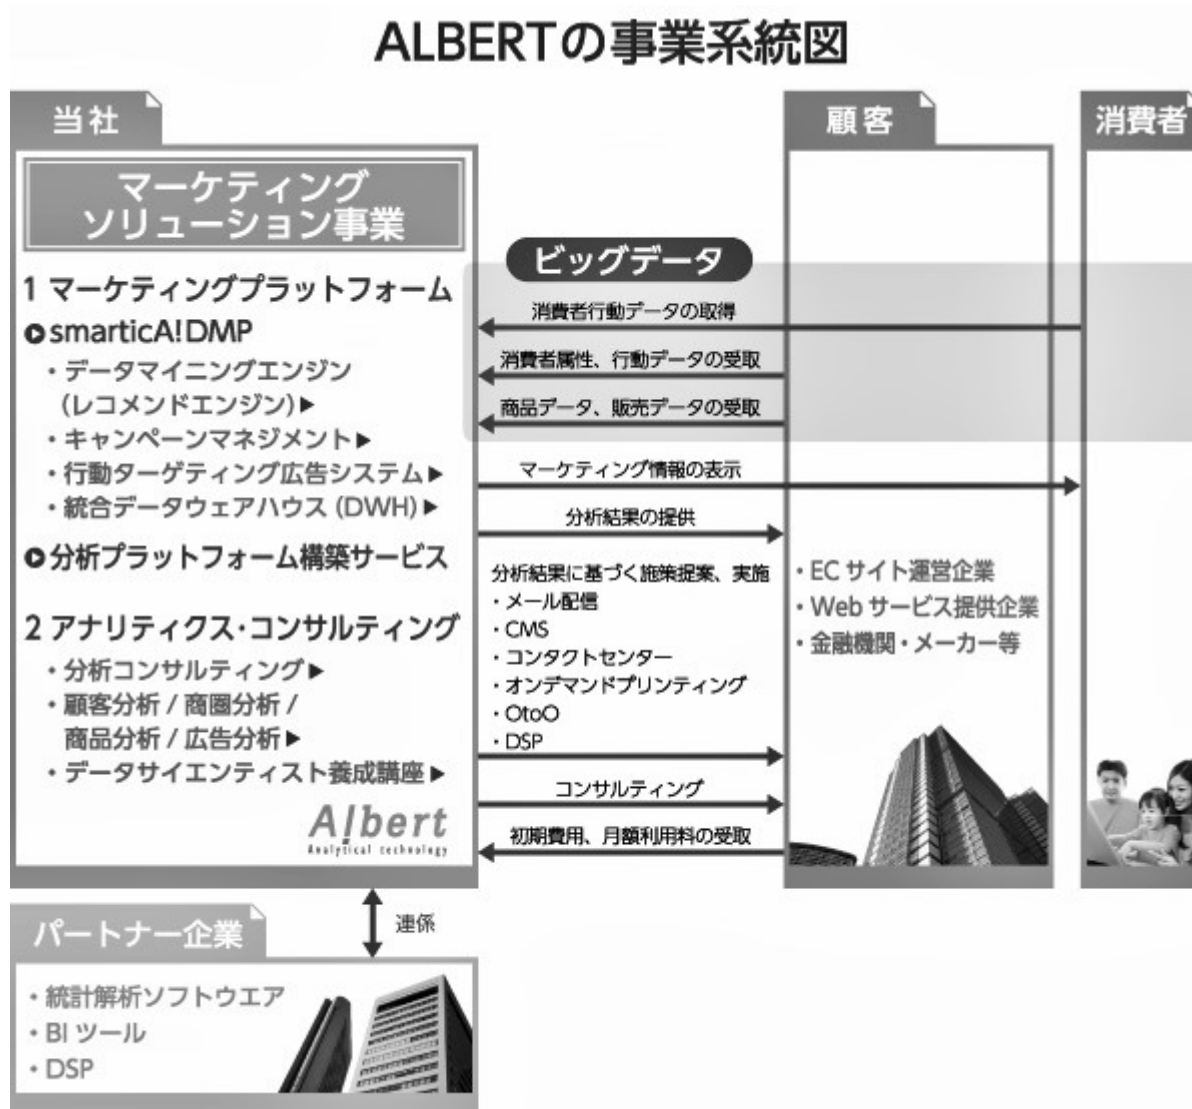 ALBERTの事業系統図
当社
マーケティング
ソリューション事業
1 マーケティングプラットフォーム
smarticA!DMP
・データマイニングエンジン
（レコメンドエンジン）▶
・キャンペーンマネジメント▶
・行動ターゲティング広告システム▶
・統合データウェアハウス（DWH）▶
分析プラットフォーム構築サービス
2 アナリティクス・コンサルティング
・分析コンサルティング▶
・顧客分析 / 商圏分析 /
商品分析 / 広告分析▶
・データサイエンティスト養成講座▶
Albert
Analytical technology
ビッグデータ
消費者行動データの取得
消費者属性、行動データの受取
商品データ、販売データの受取
マーケティング情報の表示
分析結果の提供
分析結果に基づく施策提案、実施
・メール配信
・CMS
・コンタクトセンター
・オンデマンドプリンティング
・OtoO
・DSP
コンサルティング
初期費用、月額利用料の受取
顧客
・EC サイト運営企業
・Web サービス提供企業
・金融機関・メーカー等
消費者
連係
パートナー企業
・統計解析ソフトウエア
・BI ツール
・DSP